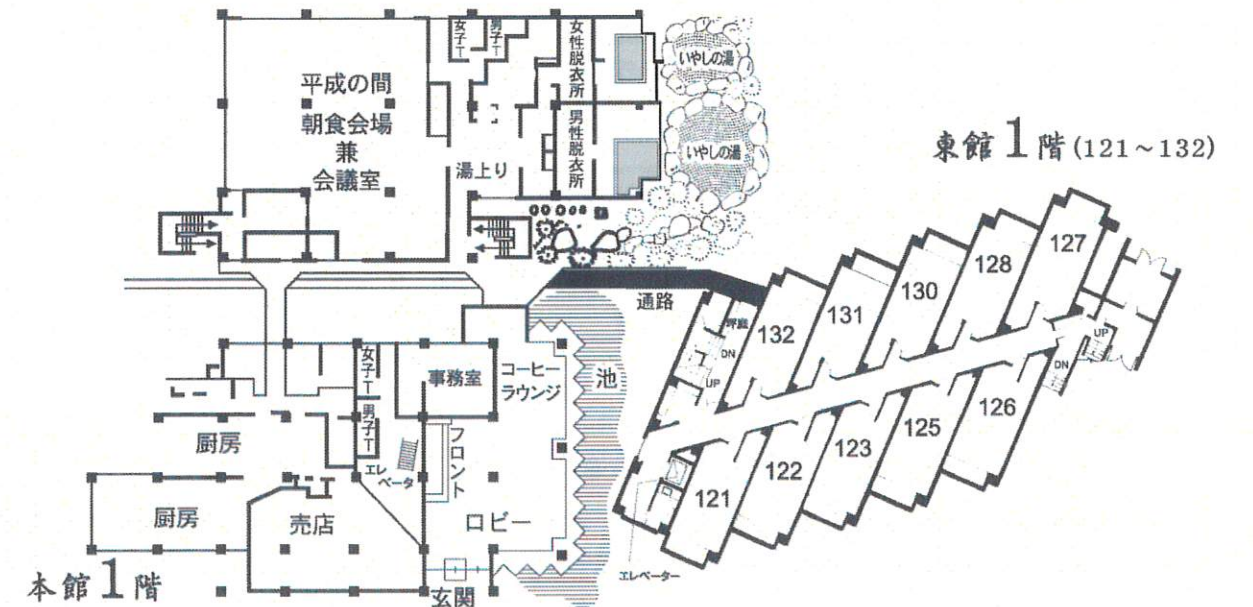 女子T
男子T
女性脱衣所
いやしの湯
平成の間
朝食会場
兼
会議室
湯上り
男性脱衣所
いやしの湯
東館1階(121~132)
通路
坪庭
DN
UP
132
131
130
128
127
UP
DN
女子T
男子T
事務室
コーヒー
ラウンジ
池
厨房
エレ
ベータ
フロント
厨房
売店
ロビー
玄関
本館1階
121
122
123
125
126
エレベーター